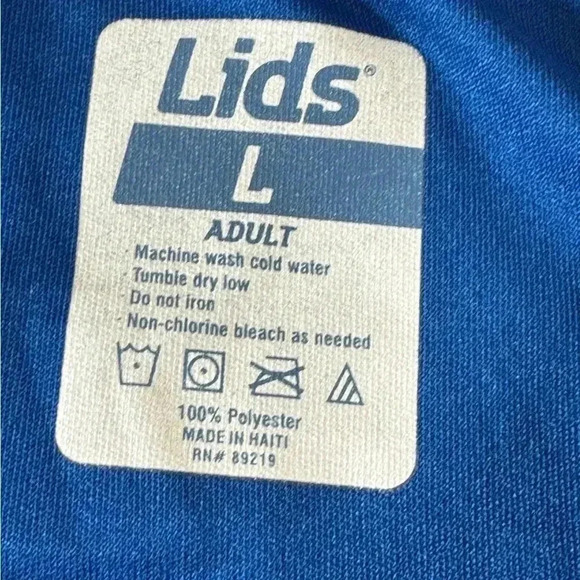 Lids®
L
ADULT
· Machine wash cold water
· Tumble dry low
· Do not iron
· Non-chlorine bleach as needed
100% Polyester
MADE IN HAITI
RN# 89219